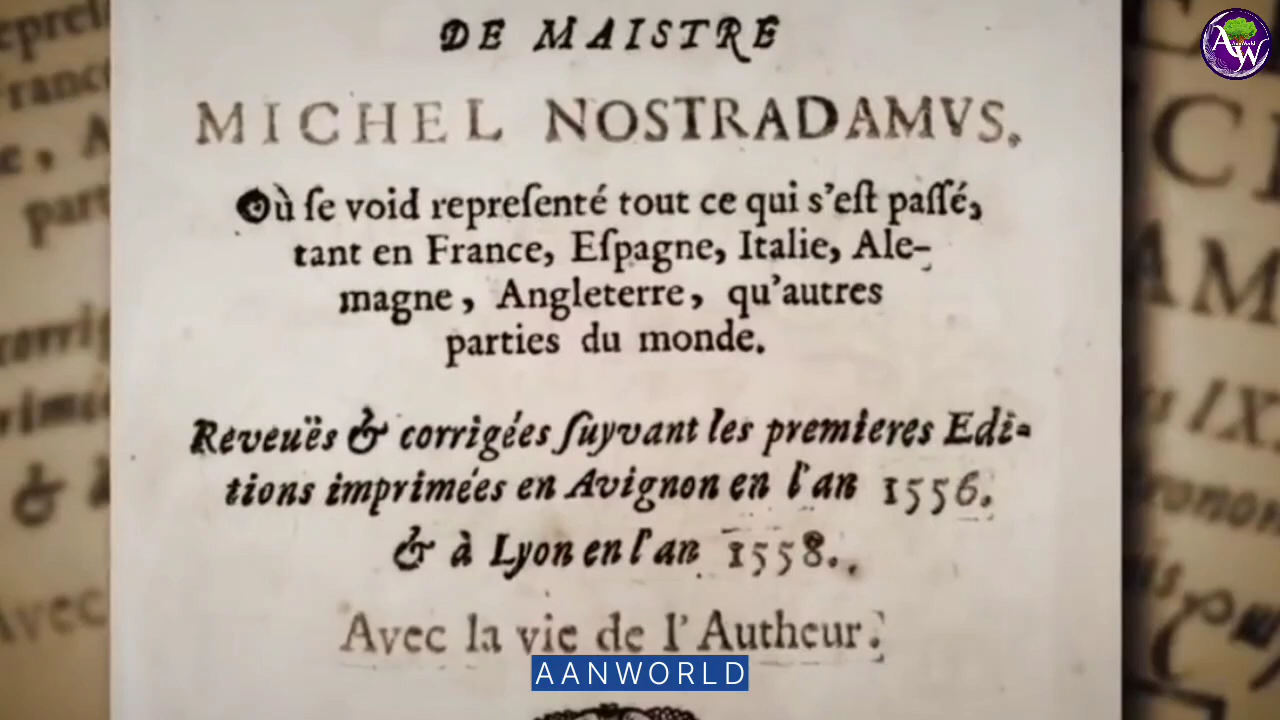 DE MAISTRE
MICHEL NOSTRADAMVS.
Où ſe void repreſenté tout ce qui s'eſt paſſé,
tant en France, Eſpagne, Italie, Ale-
magne, Angleterre, qu'autres
parties du monde.
Reveuës & corrigées ſuyvant les premieres Edi-
tions imprimées en Avignon en l'an 1556.
& à Lyon en l'an 1558.
Avec la vie de l'Autheur.
AANWORLD
AW